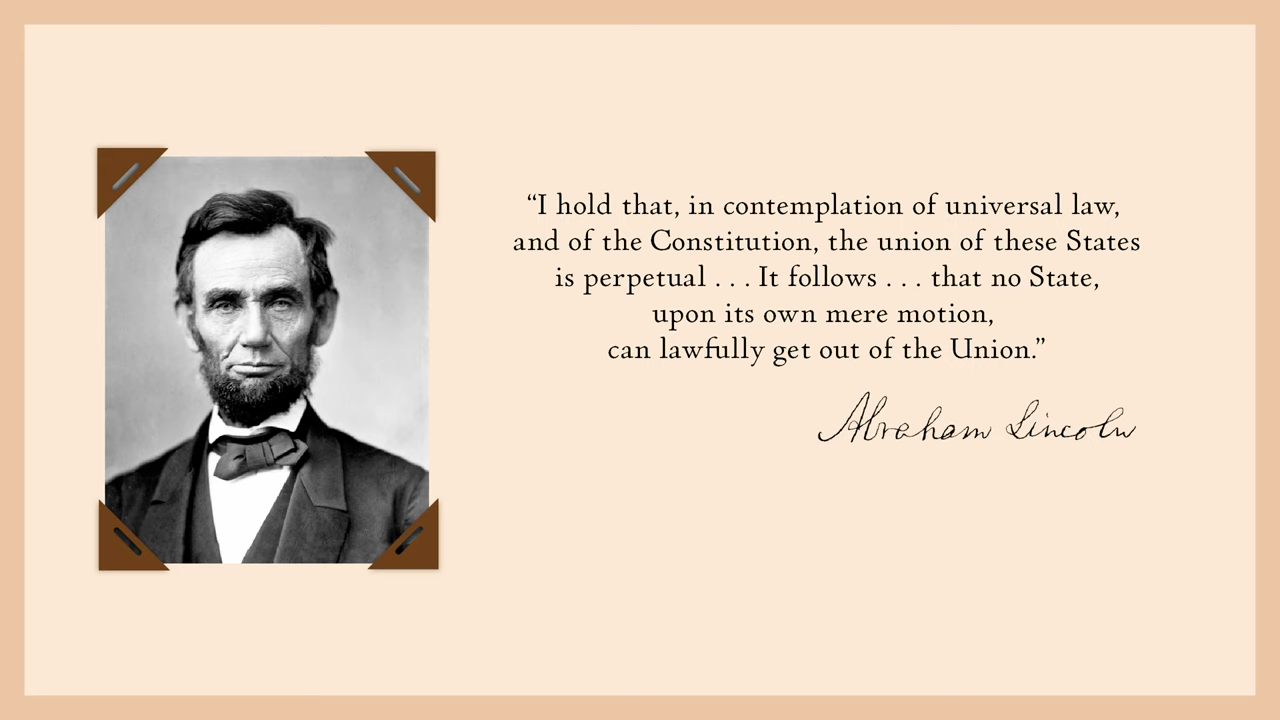 “I hold that, in contemplation of universal law,
and of the Constitution, the union of these States
is perpetual . . . It follows . . . that no State,
upon its own mere motion,
can lawfully get out of the Union.”
Abraham Lincoln